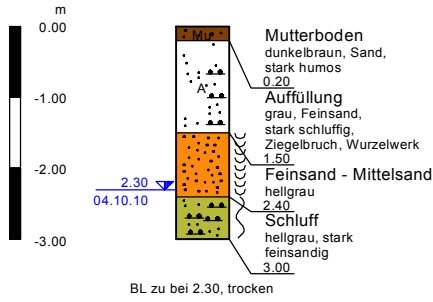 m
0.00
-1.00
-2.00
-3.00
2.30
04.10.10
Mu
A
Mutterboden
dunkelbraun, Sand,
stark humos
0.20
Auffüllung
grau, Feinsand,
stark schluffig,
Ziegelbruch, Wurzelwerk
1.50
Feinsand - Mittelsand
hellgrau
2.40
Schluff
hellgrau, stark
feinsandig
3.00
BL zu bei 2.30, trocken